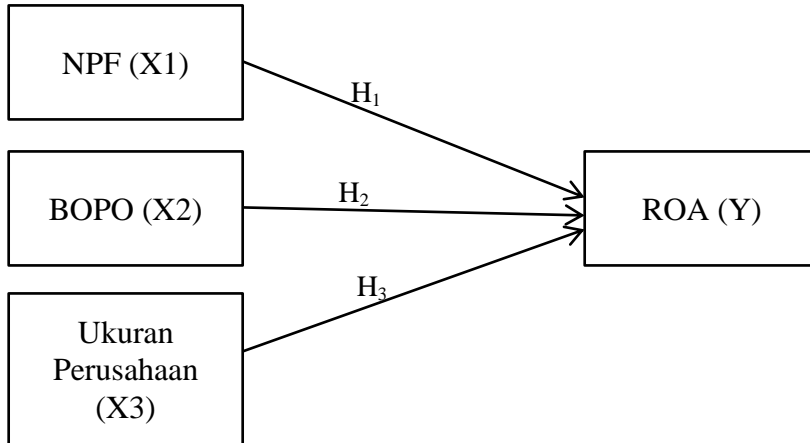 NPF (X1)
H₁
BOPO (X2)
H₂
ROA (Y)
H₃
Ukuran
Perusahaan
(X3)